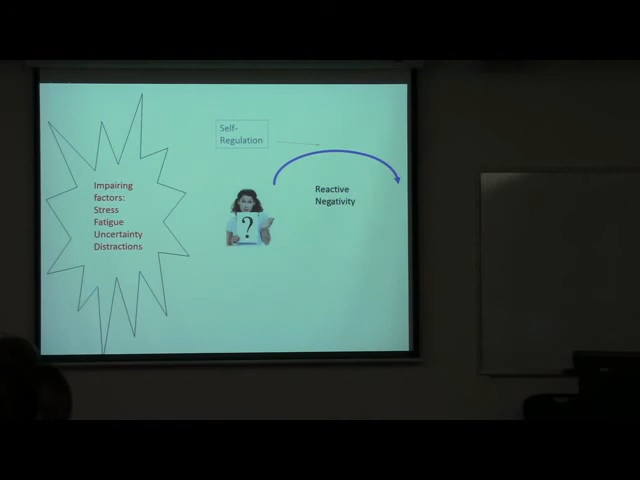 Self-
Regulation
Impairing
factors:
Stress
Fatigue
Uncertainty
Distractions
Reactive
Negativity
?